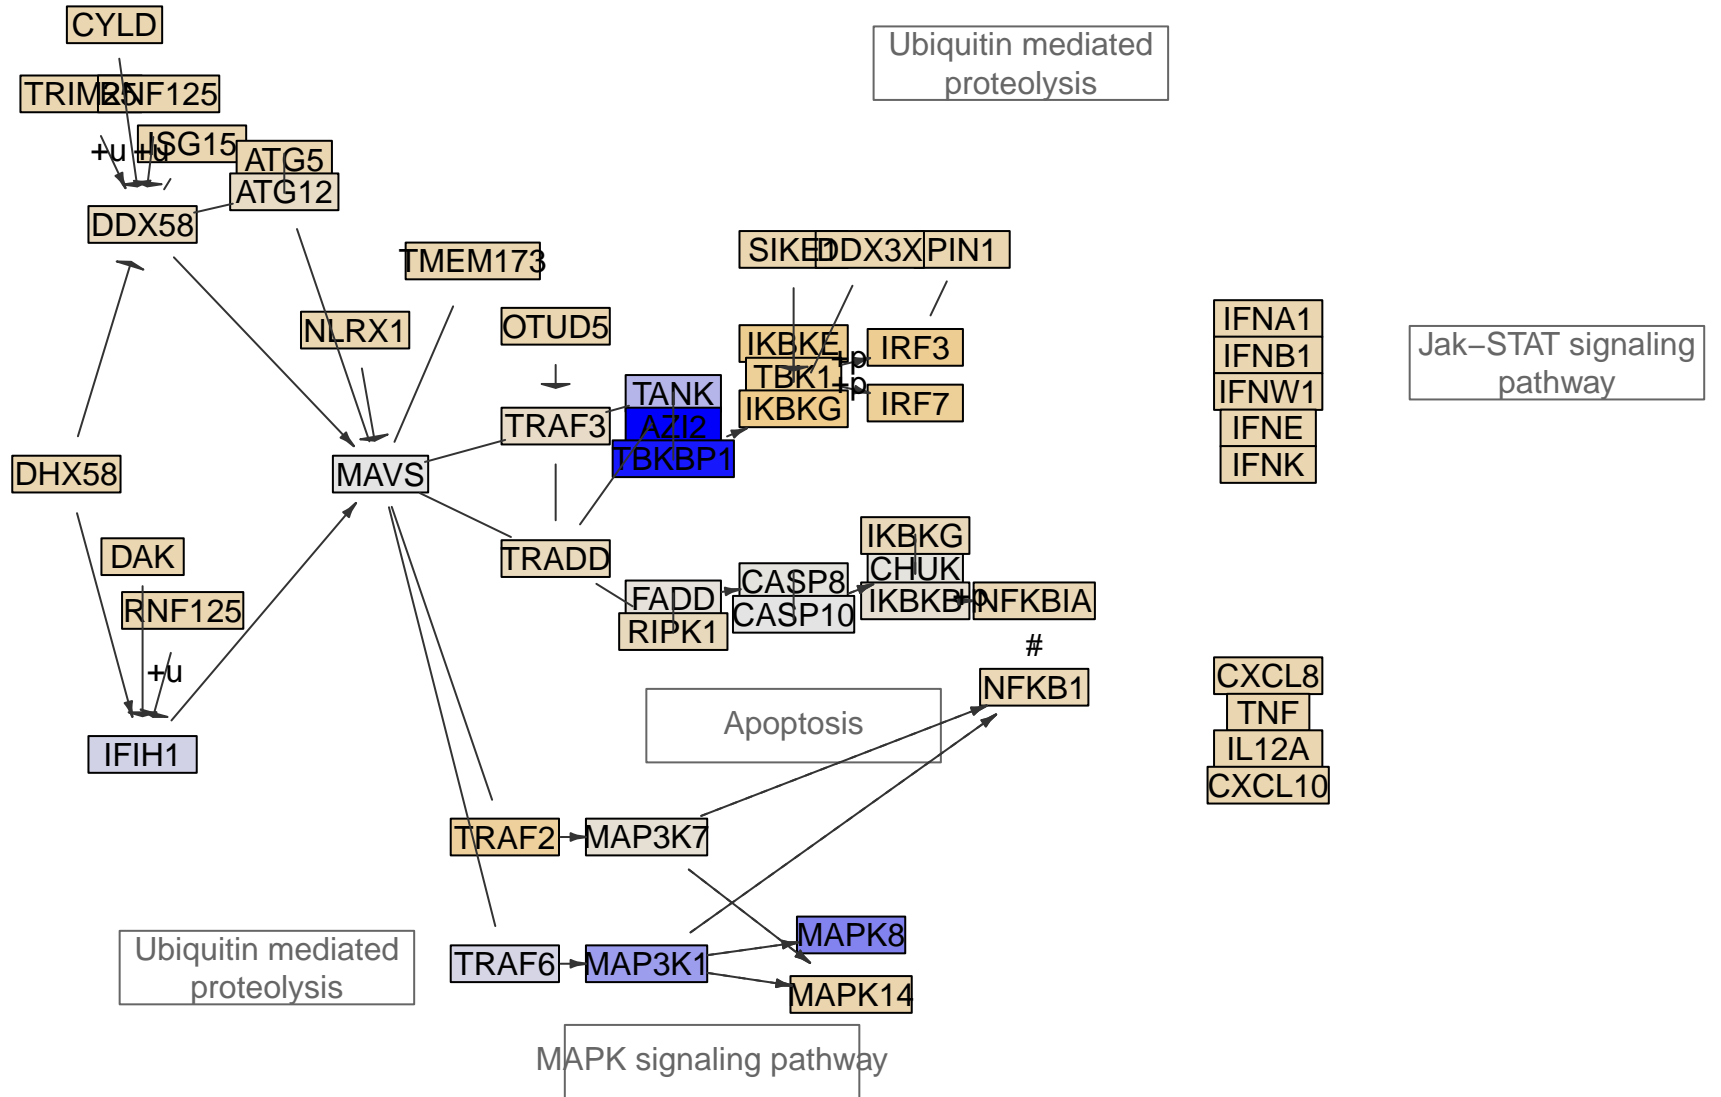 CYLD
Ubiquitin mediated
proteolysis
TRIM25
RNF125
ISG15
+u
+u
ATG5
ATG12
DDX58
TMEM173
SIKE1
DDX3X
PIN1
NLRX1
OTUD5
IKBKE
+p
IRF3
TBK1
+p
IKBKG
IRF7
IFNA1
IFNB1
IFNW1
IFNE
IFNK
Jak−STAT signaling
pathway
TANK
AZI2
TBKBP1
TRAF3
DHX58
MAVS
DAK
RNF125
+u
IFIH1
TRADD
FADD
RIPK1
CASP8
CASP10
IKBKG
CHUK
IKBKB
+p
NFKBIA
#
NFKB1
Apoptosis
CXCL8
TNF
IL12A
CXCL10
TRAF2
MAP3K7
TRAF6
MAP3K1
MAPK8
MAPK14
Ubiquitin mediated
proteolysis
MAPK signaling pathway